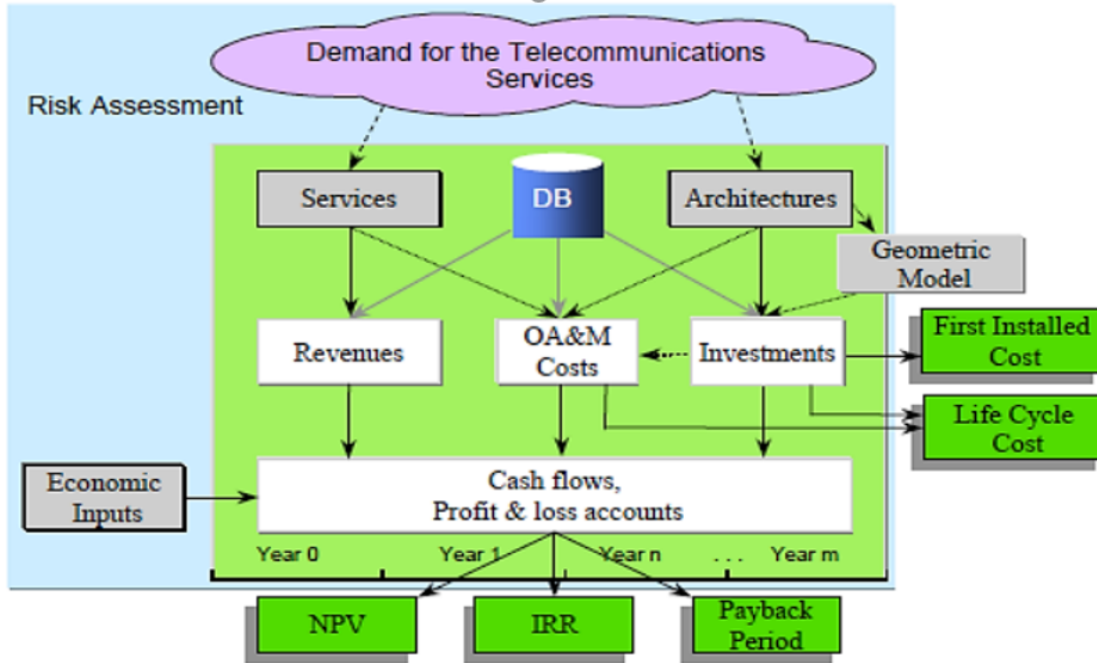 Demand for the Telecommunications
Services
Risk Assessment
Services
DB
Architectures
Geometric
Model
Revenues
OA&M
Costs
Investments
First Installed
Cost
Life Cycle
Cost
Economic
Inputs
Cash flows,
Profit & loss accounts
Year 0
Year 1
Year n
. . .
Year m
NPV
IRR
Payback
Period